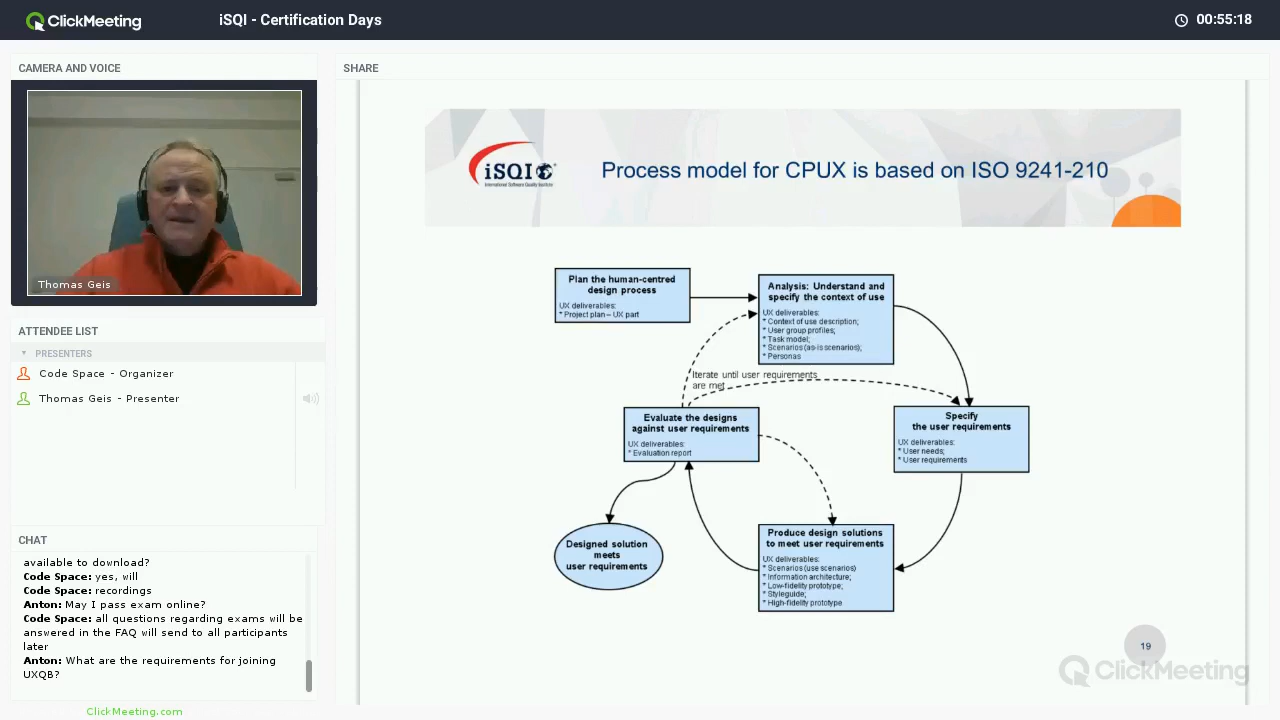 ClickMeeting
iSQI - Certification Days
00:55:18
CAMERA AND VOICE
Thomas Geis
ATTENDEE LIST
PRESENTERS
Code Space - Organizer
Thomas Geis - Presenter
CHAT
available to download?
Code Space: yes, will
Code Space: recordings
Anton: May I pass exam online?
Code Space: all questions regarding exams will be
answered in the FAQ will send to all participants
later
Anton: What are the requirements for joining
UXQB?
ClickMeeting.com
SHARE
iSQI
International Software Quality Institute
Process model for CPUX is based on ISO 9241-210
Plan the human-centred
design process
UX deliverables:
* Project plan – UX part
Analysis: Understand and
specify the context of use
UX deliverables:
* Context of use description;
* User group profiles;
* Task model;
* Scenarios (as-is scenarios);
* Personas
Iterate until user requirements
are met
Evaluate the designs
against user requirements
UX deliverables:
* Evaluation report
Specify
the user requirements
UX deliverables:
* User needs;
* User requirements
Designed solution
meets
user requirements
Produce design solutions
to meet user requirements
UX deliverables:
* Scenarios (use scenarios)
* Information architecture;
* Low-fidelity prototype;
* Styleguide;
* High-fidelity prototype
19
ClickMeeting